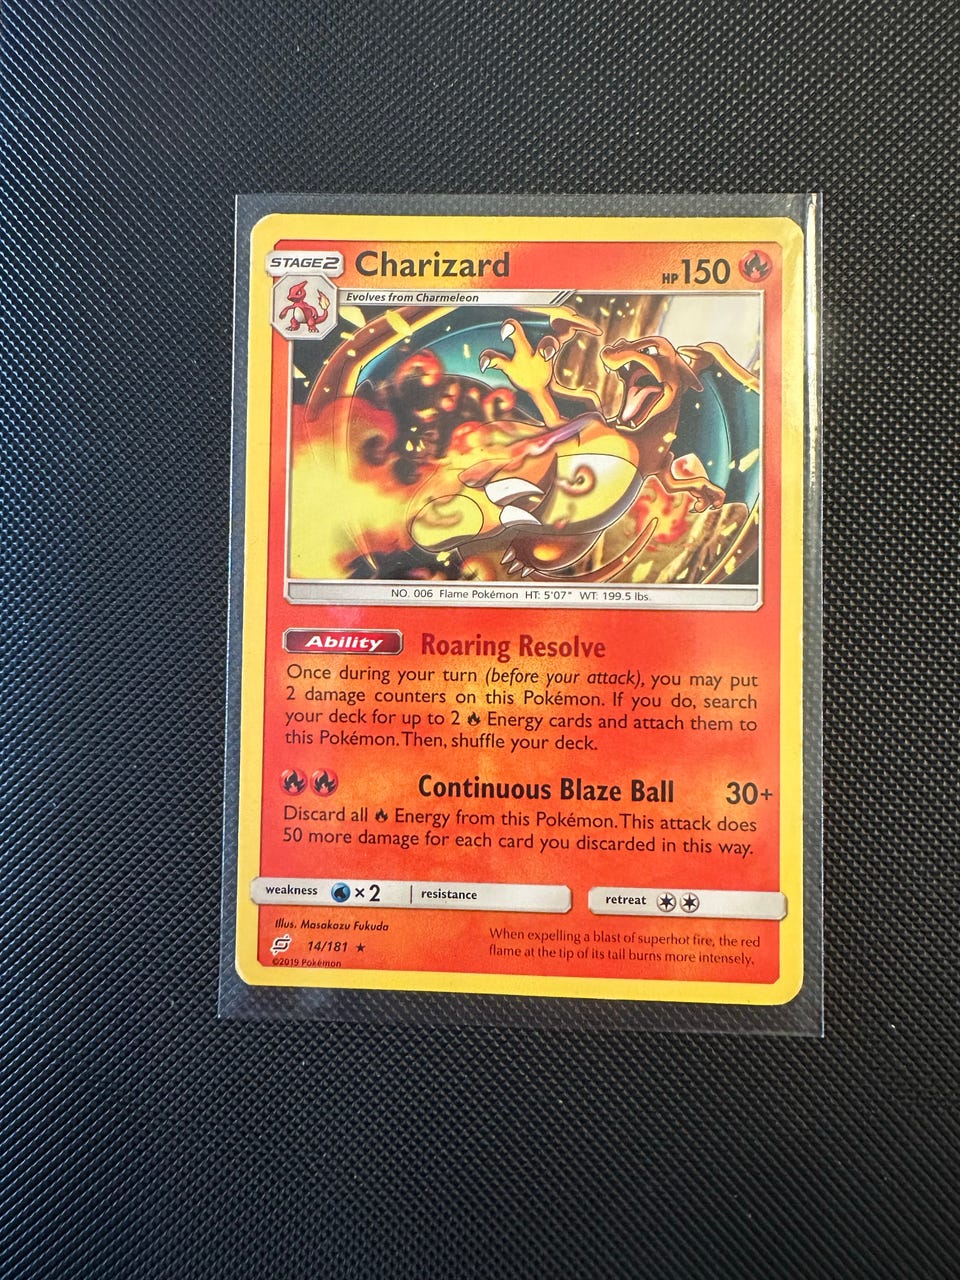 STAGE2 Charizard HP150
Evolves from Charmeleon
NO. 006 Flame Pokémon HT: 5'07" WT: 199.5 lbs.
Ability Roaring Resolve
Once during your turn (before your attack), you may put
2 damage counters on this Pokémon. If you do, search
your deck for up to 2 Energy cards and attach them to
this Pokémon. Then, shuffle your deck.
Continuous Blaze Ball 30+
Discard all Energy from this Pokémon. This attack does
50 more damage for each card you discarded in this way.
weakness ×2 resistance retreat
Illus. Masakazu Fukuda
14/181 ★
©2019 Pokémon
When expelling a blast of superhot fire, the red
flame at the tip of its tail burns more intensely.